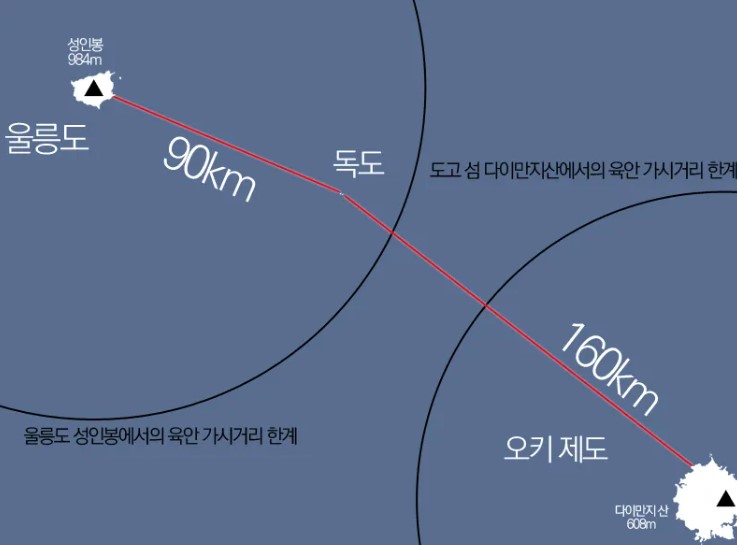 성인봉
984m
울릉도
90km
독도
도고 섬 다이만지산에서의 육안 가시거리 한계
160km
울릉도 성인봉에서의 육안 가시거리 한계
오키 제도
다이만지 산
608m